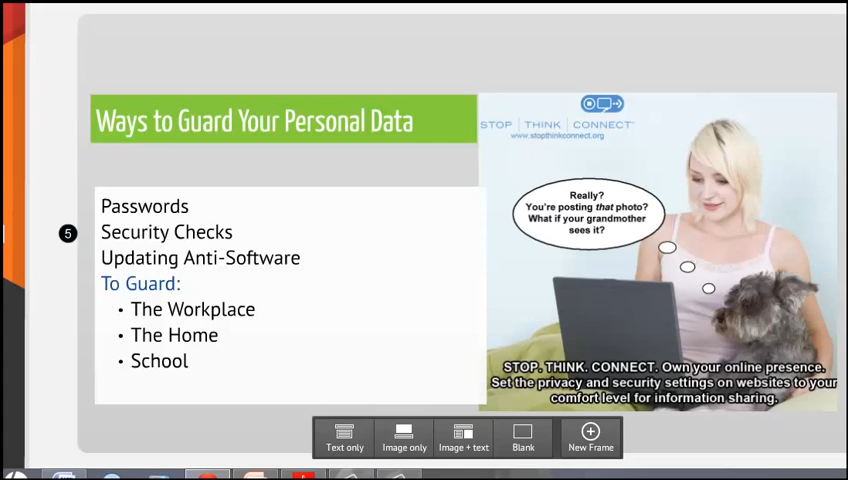 Ways to Guard Your Personal Data
STOP | THINK | CONNECT™
www.stopthinkconnect.org
Really?
You're posting that photo?
What if your grandmother
sees it?
5
Passwords
Security Checks
Updating Anti-Software
To Guard:
• The Workplace
• The Home
• School
STOP. THINK. CONNECT. Own your online presence.
Set the privacy and security settings on websites to your
comfort level for information sharing.
Text only
Image only
Image + text
Blank
New Frame